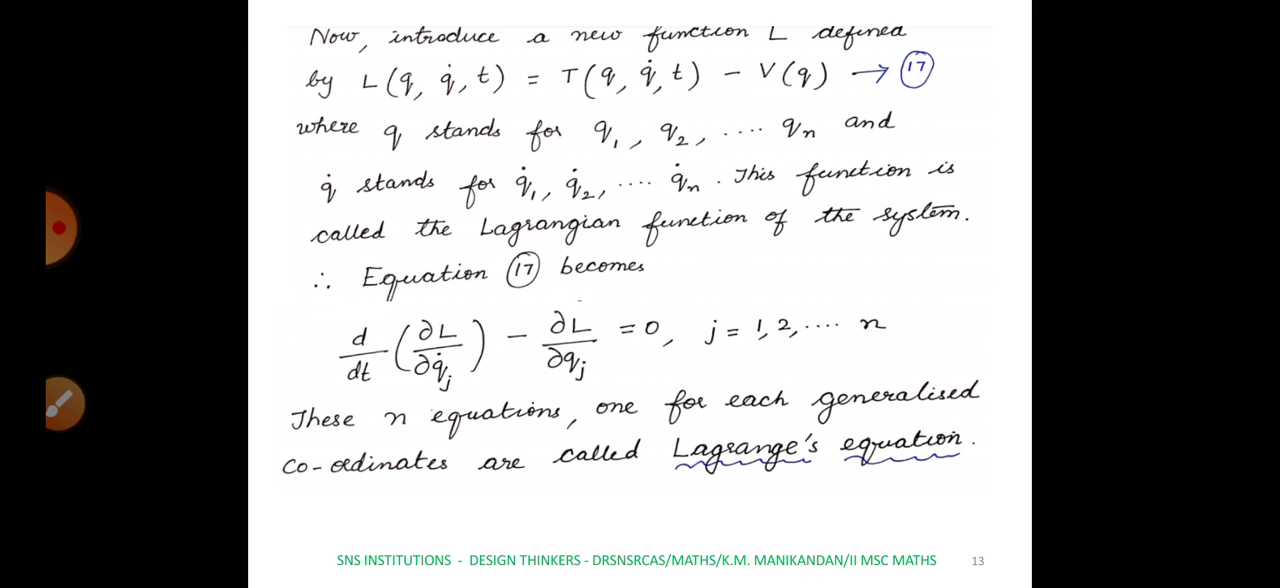 Now, introduce a new function L defined
by L(q, q̇, t) = T(q, q̇, t) - V(q) → ⑰
where q stands for q₁, q₂, .... qₙ and
q̇ stands for q̇₁, q̇₂, .... q̇ₙ. This function is
called the Lagrangian function of the system.
∴ Equation ⑰ becomes
d/dt (∂L/∂q̇ⱼ) - ∂L/∂qⱼ = 0, j = 1, 2, .... n
These n equations, one for each generalised
co-ordinates are called Lagrange's equation.
SNS INSTITUTIONS - DESIGN THINKERS - DRSNSRCAS/MATHS/K.M. MANIKANDAN/II MSC MATHS 13